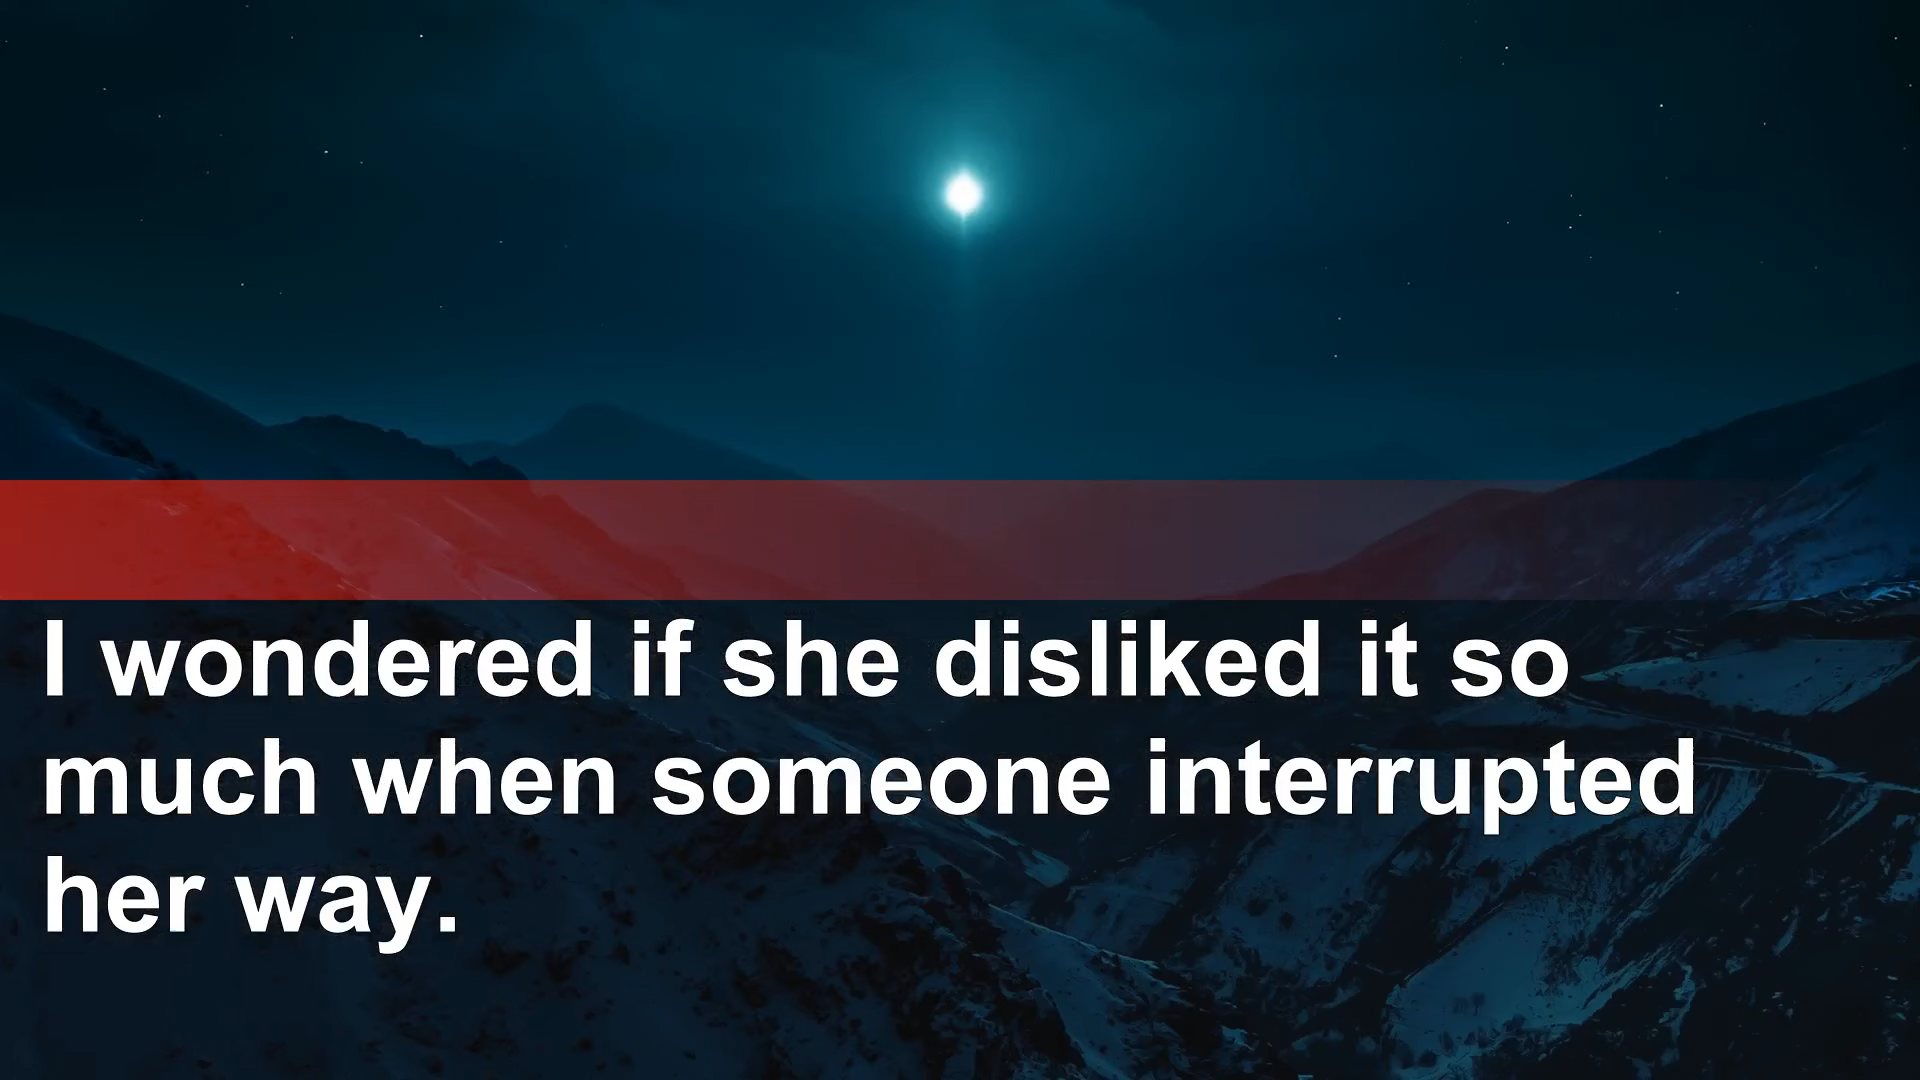 I wondered if she disliked it so
much when someone interrupted
her way.